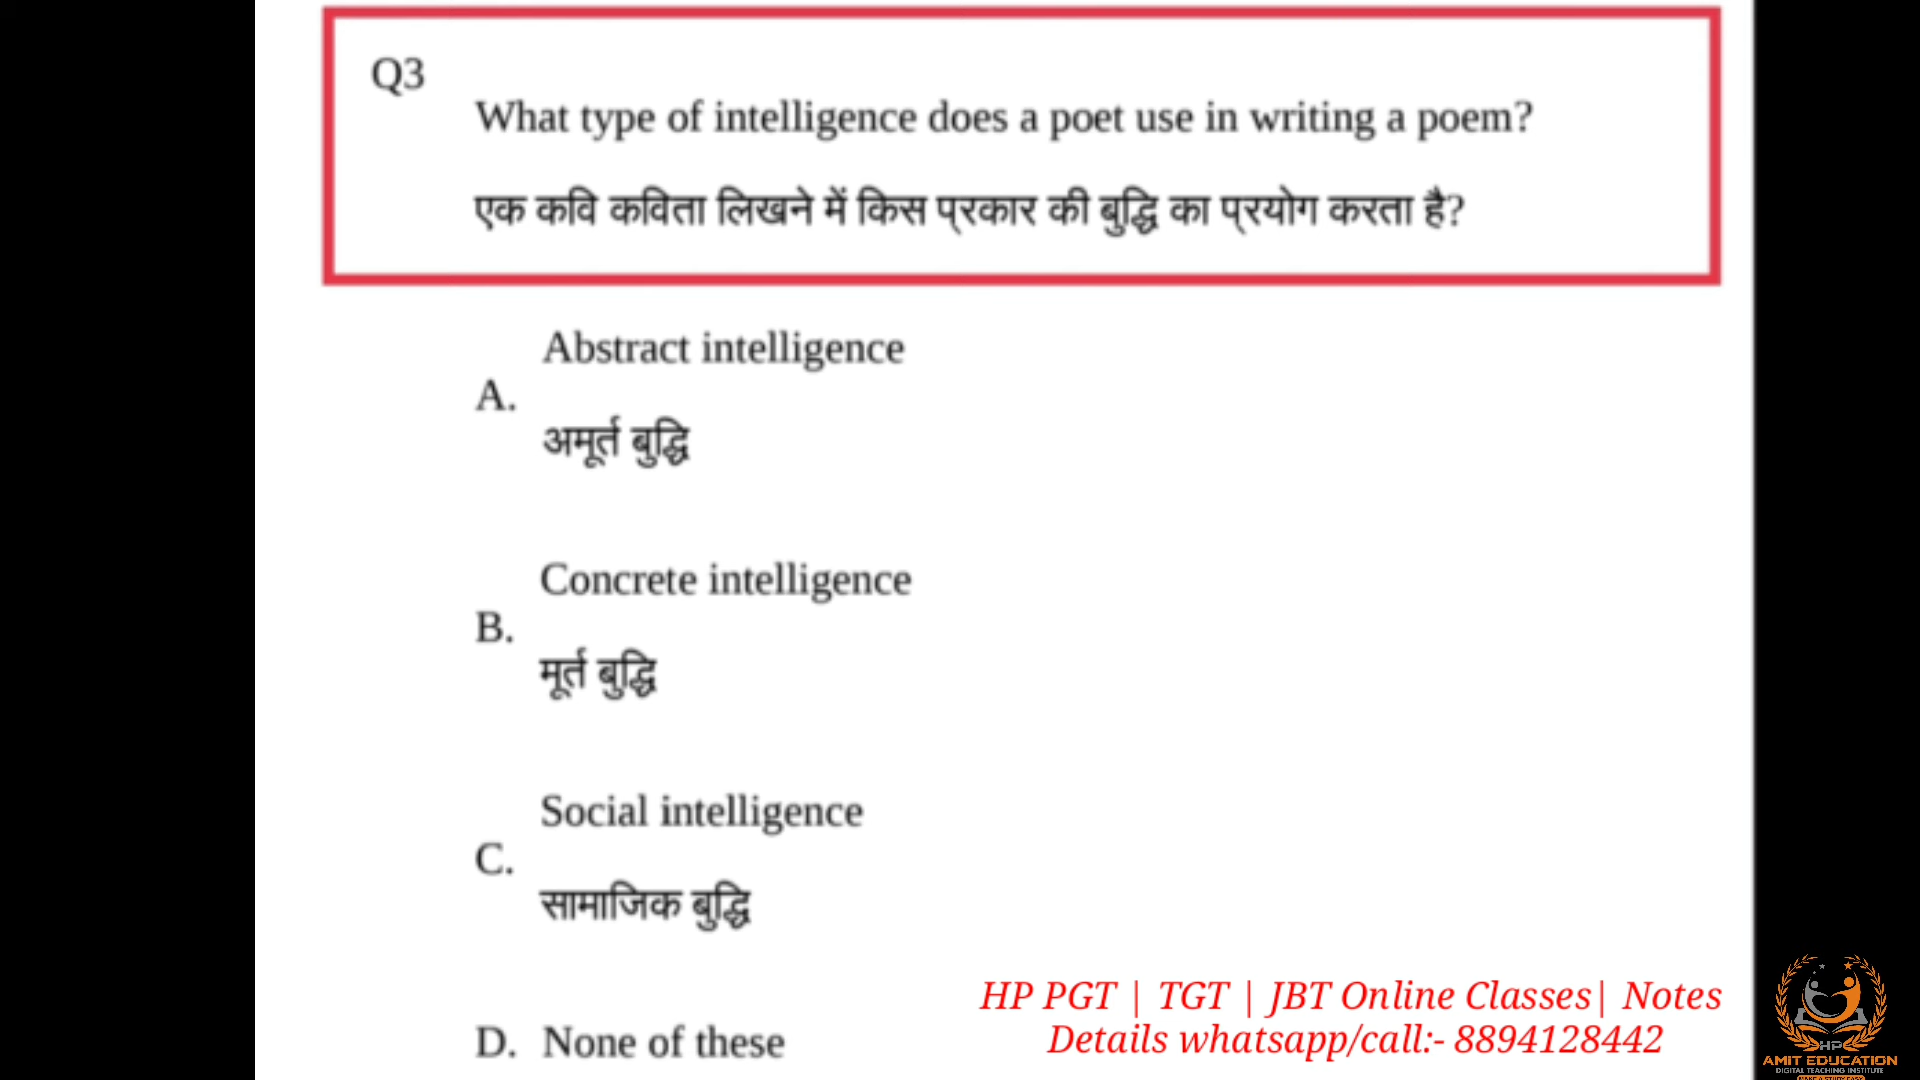 Q3
What type of intelligence does a poet use in writing a poem?
एक कवि कविता लिखने में किस प्रकार की बुद्धि का प्रयोग करता है?
Abstract intelligence
A.
अमूर्त बुद्धि
Concrete intelligence
B.
मूर्त बुद्धि
Social intelligence
C.
सामाजिक बुद्धि
D. None of these
HP PGT | TGT | JBT Online Classes| Notes
Details whatsapp/call:- 8894128442
HP
AMIT EDUCATION
DIGITAL TEACHING INSTITUTE